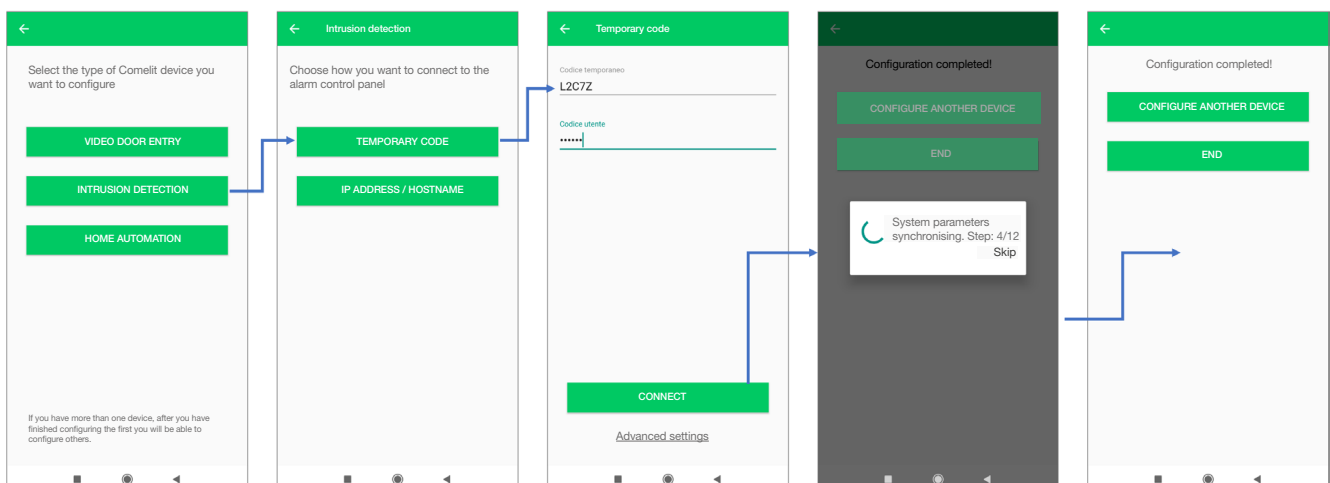 Select the type of Comelit device you
want to configure
VIDEO DOOR ENTRY
INTRUSION DETECTION
HOME AUTOMATION
If you have more than one device, after you have
finished configuring the first you will be able to
configure others.
Intrusion detection
Choose how you want to connect to the
alarm control panel
TEMPORARY CODE
IP ADDRESS / HOSTNAME
Temporary code
Codice temporaneo
L2C7Z
Codice utente
••••••
CONNECT
Advanced settings
Configuration completed!
CONFIGURE ANOTHER DEVICE
END
System parameters
synchronising. Step: 4/12
Skip
Configuration completed!
CONFIGURE ANOTHER DEVICE
END